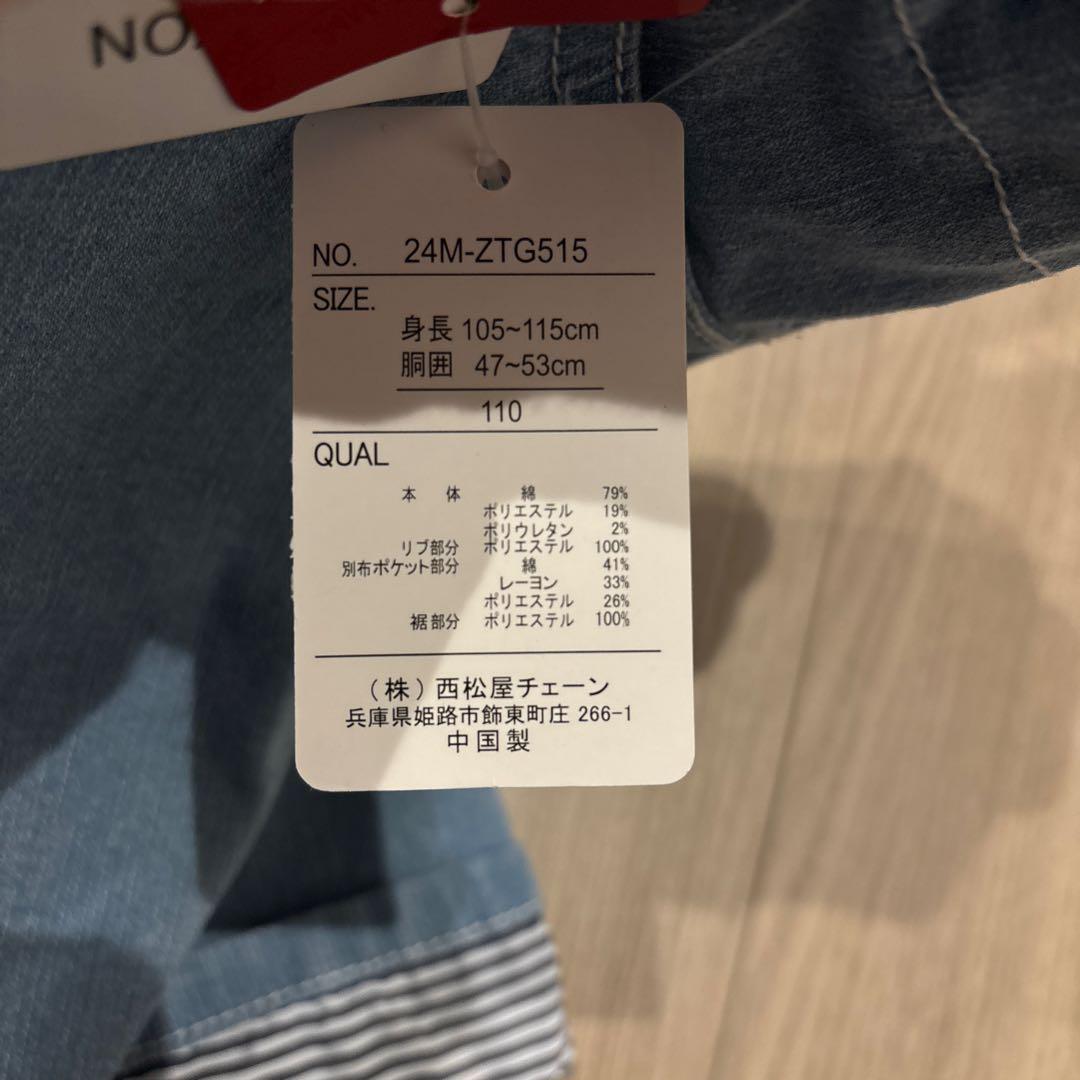 NO. 24M-ZTG515
SIZE.
身長 105~115cm
胴囲 47~53cm
110
QUAL
本 体 綿 79%
ポリエステル 19%
ポリウレタン 2%
リブ部分 ポリエステル 100%
別布ポケット部分 綿 41%
レーヨン 33%
ポリエステル 26%
裾部分 ポリエステル 100%
(株)西松屋チェーン
兵庫県姫路市飾東町庄 266-1
中国製